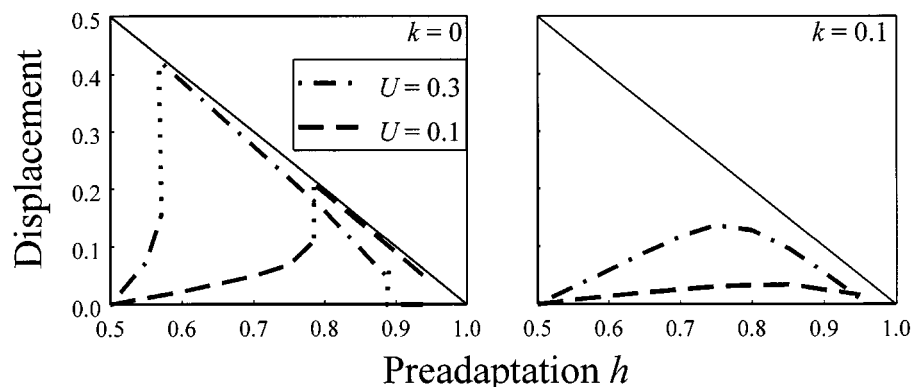 Displacement
0.5
0.4
0.3
0.2
0.1
0.0
k = 0
U = 0.3
U = 0.1
0.5 0.6 0.7 0.8 0.9 1.0
k = 0.1
0.5 0.6 0.7 0.8 0.9 1.0
Preadaptation h